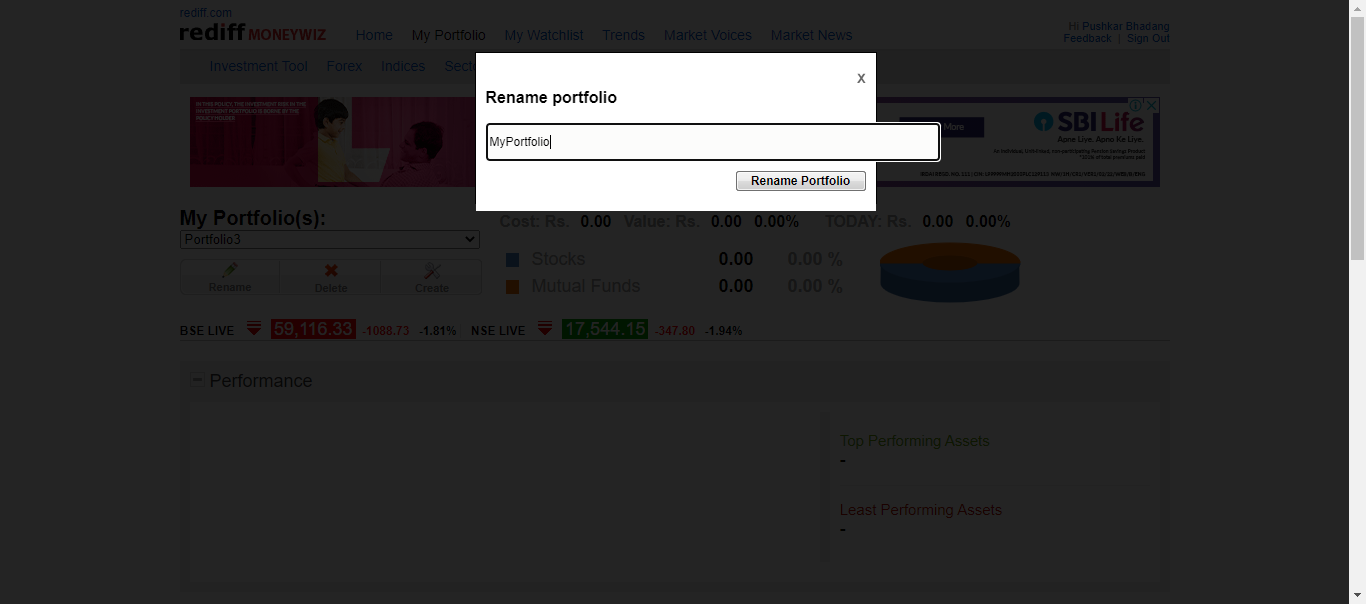 rediff.com
rediff MONEYWIZ
Home My Portfolio My Watchlist Trends Market Voices Market News
Hi Pushkar Bhadang
Feedback | Sign Out
Investment Tool Forex Indices Secto
x
Rename portfolio
MyPortfolio
Rename Portfolio
IN THIS POLICY, THE INVESTMENT RISK IN THE
INVESTMENT PORTFOLIO IS BORNE BY THE
POLICY HOLDER
More
SBI Life
Apne Liye. Apno Ke Liye.
My Portfolio(s):
Portfolio3
Rename Delete Create
Cost: Rs. 0.00 Value: Rs. 0.00 0.00% TODAY: Rs. 0.00 0.00%
Stocks 0.00 0.00 %
Mutual Funds 0.00 0.00 %
BSE LIVE 59,116.33 -1088.73 -1.81% NSE LIVE 17,544.15 -347.80 -1.94%
Performance
Top Performing Assets
-
Least Performing Assets
-